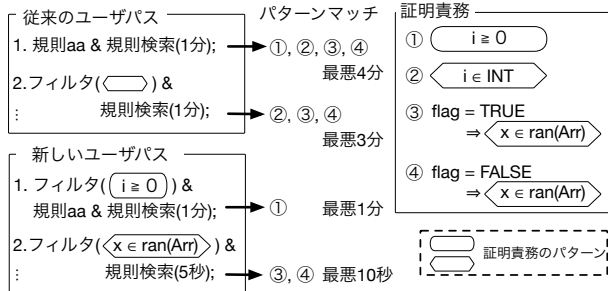 従来のユーザパス
1. 規則aa & 規則検索(1分);
2.フィルタ( ) &
⋮ 規則検索(1分);
新しいユーザパス
1. フィルタ( i ≧ 0 ) &
規則aa & 規則検索(1分);
2.フィルタ( x ∈ ran(Arr) ) &
⋮ 規則検索(5秒);
パターンマッチ
①, ②, ③, ④
最悪4分
②, ③, ④
最悪3分
① 最悪1分
③, ④ 最悪10秒
証明責務
① i ≧ 0
② i ∈ INT
③ flag = TRUE
⇒ x ∈ ran(Arr)
④ flag = FALSE
⇒ x ∈ ran(Arr)
証明責務のパターン